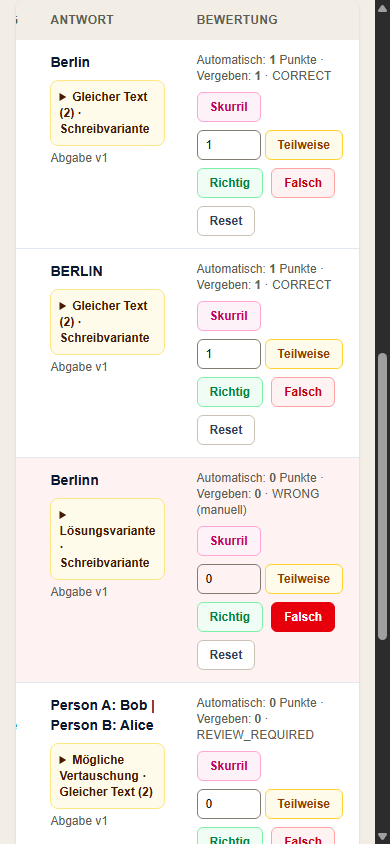 ANTWORT BEWERTUNG
Berlin
▶ Gleicher Text
(2) ·
Schreibvariante
Abgabe v1
Automatisch: 1 Punkte ·
Vergeben: 1 · CORRECT
Skurril
1 Teilweise
Richtig Falsch
Reset
BERLIN
▶ Gleicher Text
(2) ·
Schreibvariante
Abgabe v1
Automatisch: 1 Punkte ·
Vergeben: 1 · CORRECT
Skurril
1 Teilweise
Richtig Falsch
Reset
Berlinn
▶
Lösungsvariante
·
Schreibvariante
Abgabe v1
Automatisch: 0 Punkte ·
Vergeben: 0 · WRONG
(manuell)
Skurril
0 Teilweise
Richtig Falsch
Reset
Person A: Bob |
Person B: Alice
▶ Mögliche
Vertauschung ·
Gleicher Text (2)
Abgabe v1
Automatisch: 0 Punkte ·
Vergeben: 0 ·
REVIEW_REQUIRED
Skurril
0 Teilweise
Richtig Falsch